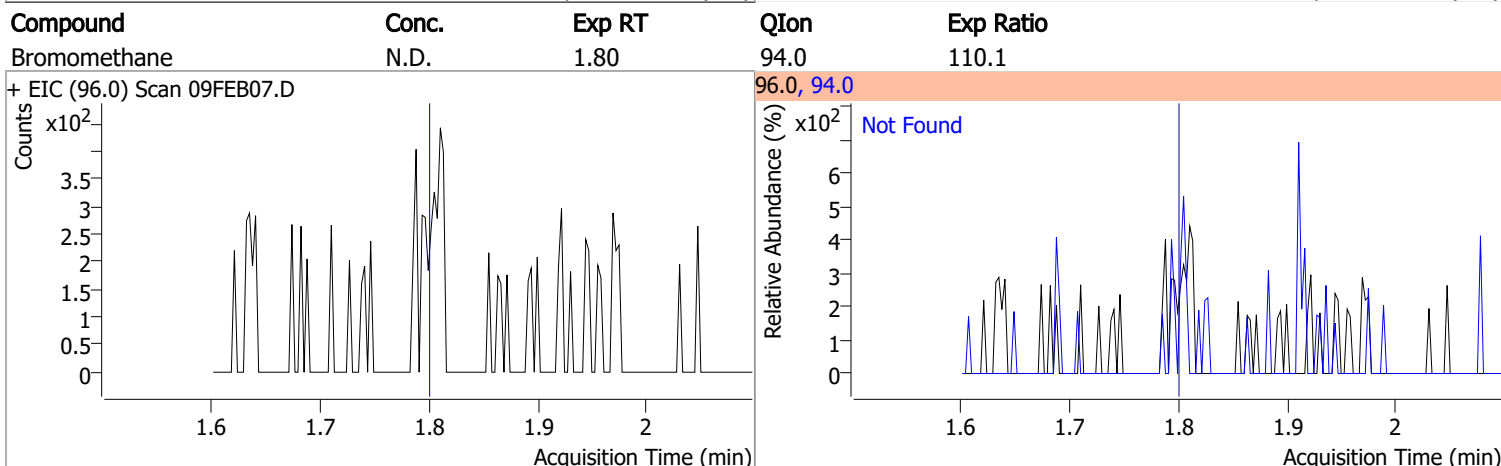 Compound Conc. Exp RT QIon Exp Ratio
Bromomethane N.D. 1.80 94.0 110.1
+ EIC (96.0) Scan 09FEB07.D
Counts
x10²
3.5
3
2.5
2
1.5
1
0.5
0
1.6 1.7 1.8 1.9 2
Acquisition Time (min)
96.0, 94.0
Relative Abundance (%)
x10²
Not Found
6
5
4
3
2
1
0
1.6 1.7 1.8 1.9 2
Acquisition Time (min)